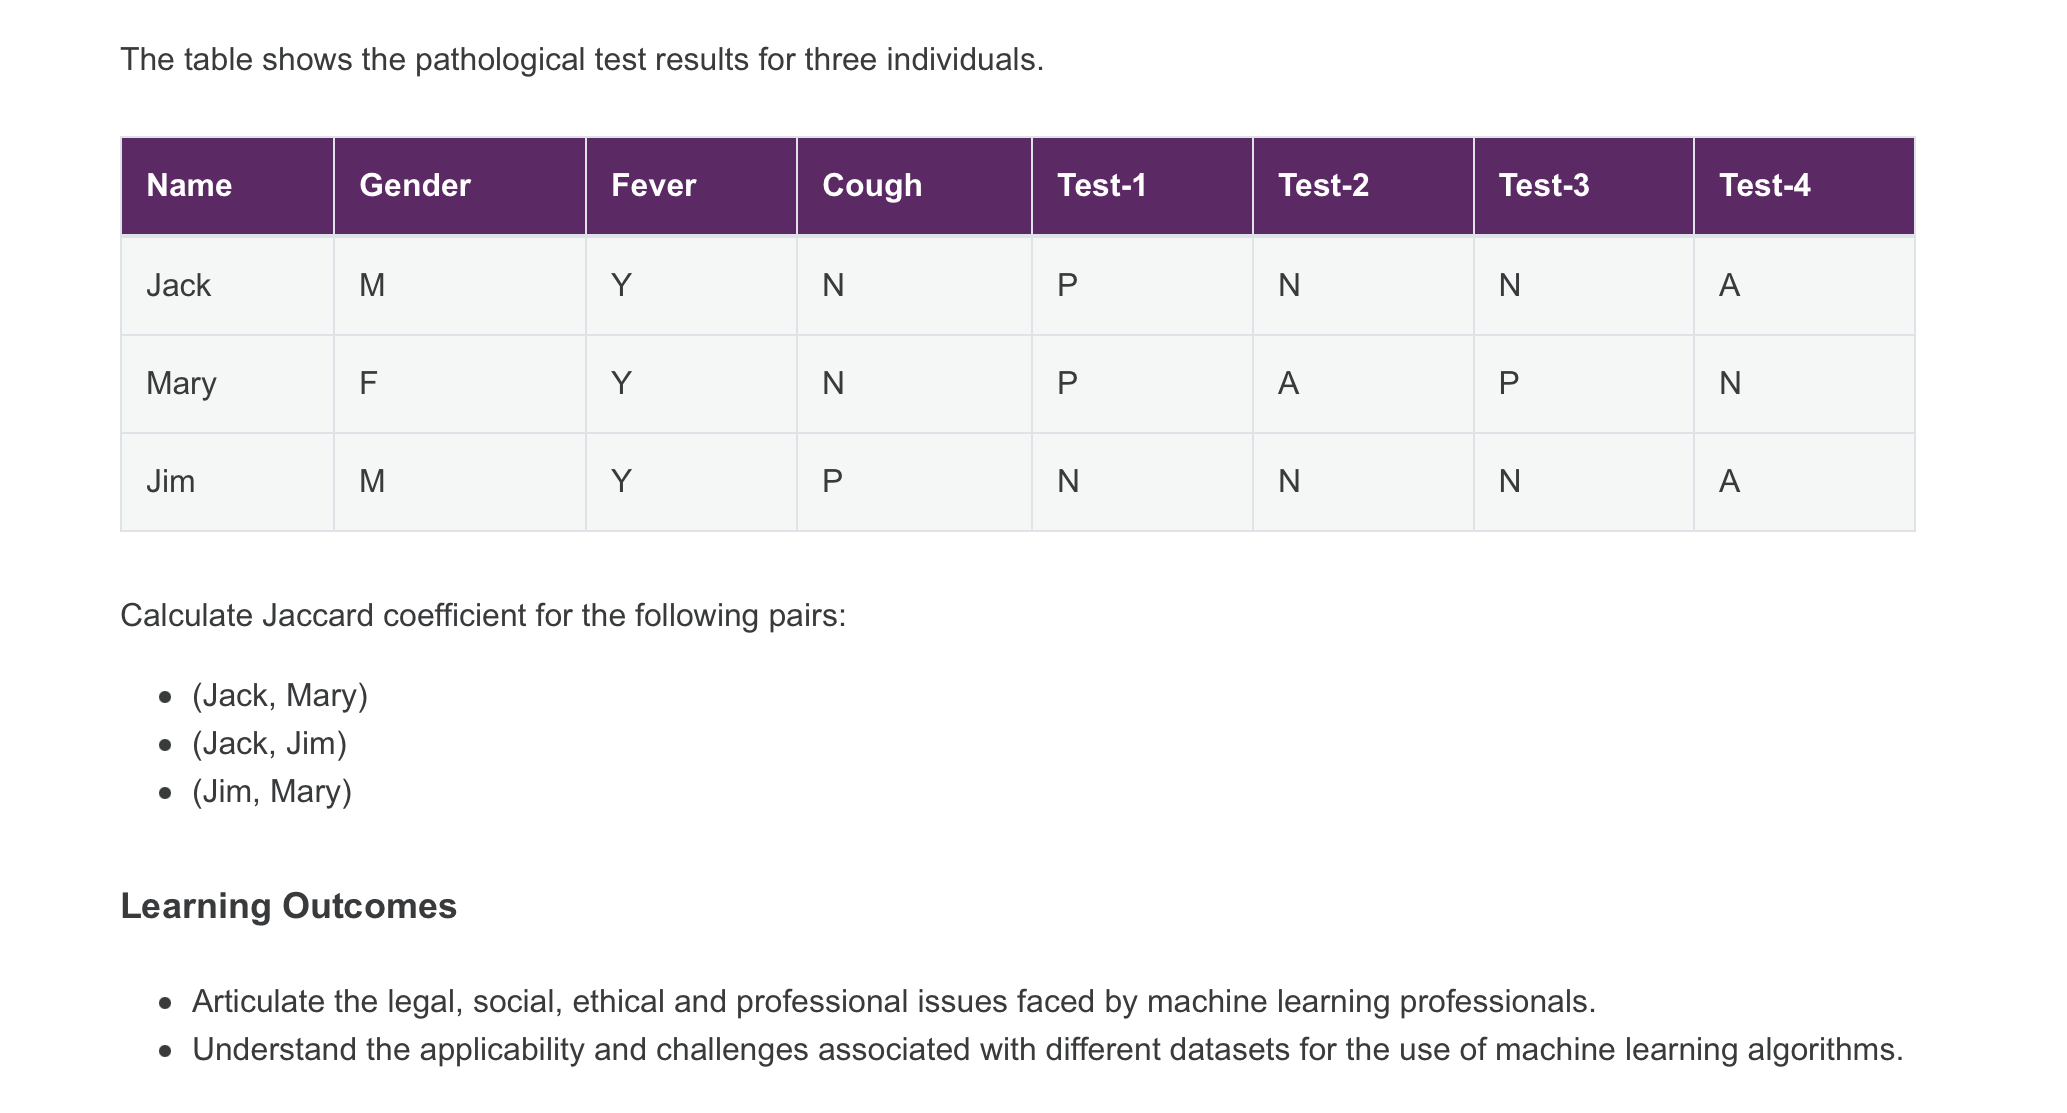 The table shows the pathological test results for three individuals.
Name Gender Fever Cough Test-1 Test-2 Test-3 Test-4
Jack M Y N P N N A
Mary F Y N P A P N
Jim M Y P N N N A
Calculate Jaccard coefficient for the following pairs:
• (Jack, Mary)
• (Jack, Jim)
• (Jim, Mary)
Learning Outcomes
• Articulate the legal, social, ethical and professional issues faced by machine learning professionals.
• Understand the applicability and challenges associated with different datasets for the use of machine learning algorithms.